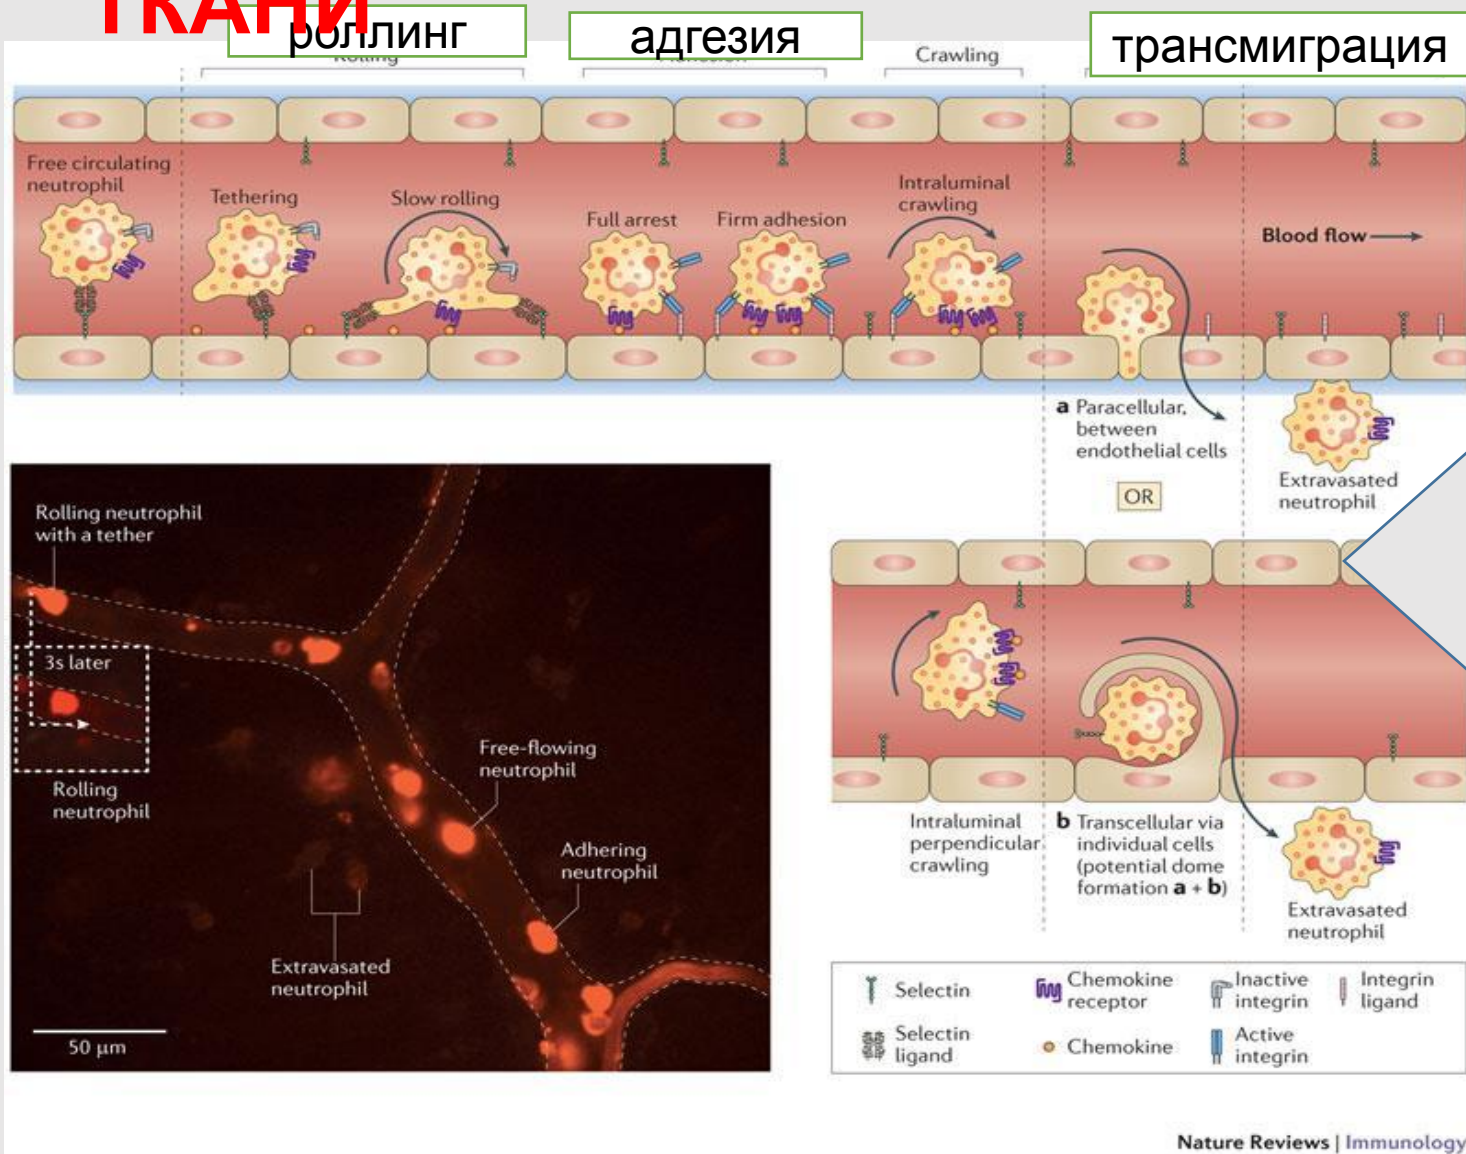 ТКАНИ
роллинг
адгезия
трансмиграция
Rolling
Adhesion
Crawling
Free circulating
neutrophil
Tethering
Slow rolling
Full arrest
Firm adhesion
Intraluminal
crawling
Blood flow
a Paracellular,
between
endothelial cells
OR
Extravasated
neutrophil
Rolling neutrophil
with a tether
3s later
Rolling
neutrophil
Free-flowing
neutrophil
Adhering
neutrophil
Extravasated
neutrophil
50 µm
Intraluminal
perpendicular
crawling
b Transcellular via
individual cells
(potential dome
formation a + b)
Extravasated
neutrophil
Selectin
Selectin
ligand
Chemokine
receptor
Chemokine
Inactive
integrin
Active
integrin
Integrin
ligand
Nature Reviews | Immunology